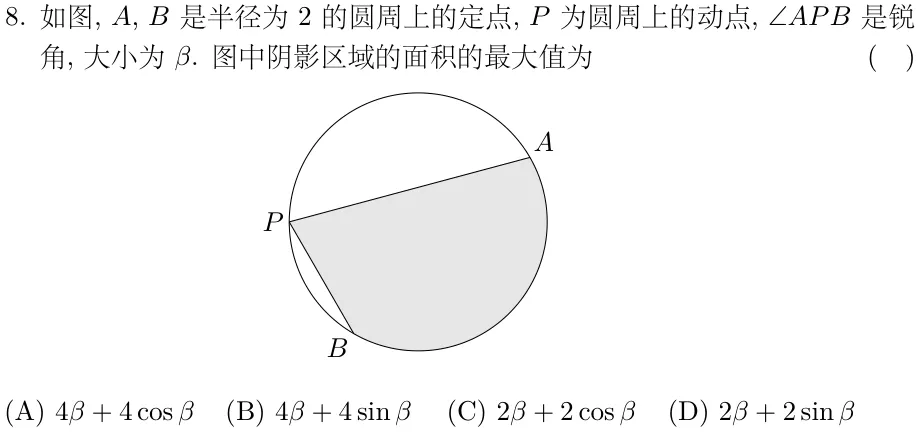 8. 如图, A, B 是半径为 2 的圆周上的定点, P 为圆周上的动点, ∠APB 是锐
角, 大小为 β. 图中阴影区域的面积的最大值为 ( )
A
P
B
(A) 4β + 4 cos β (B) 4β + 4 sin β (C) 2β + 2 cos β (D) 2β + 2 sin β